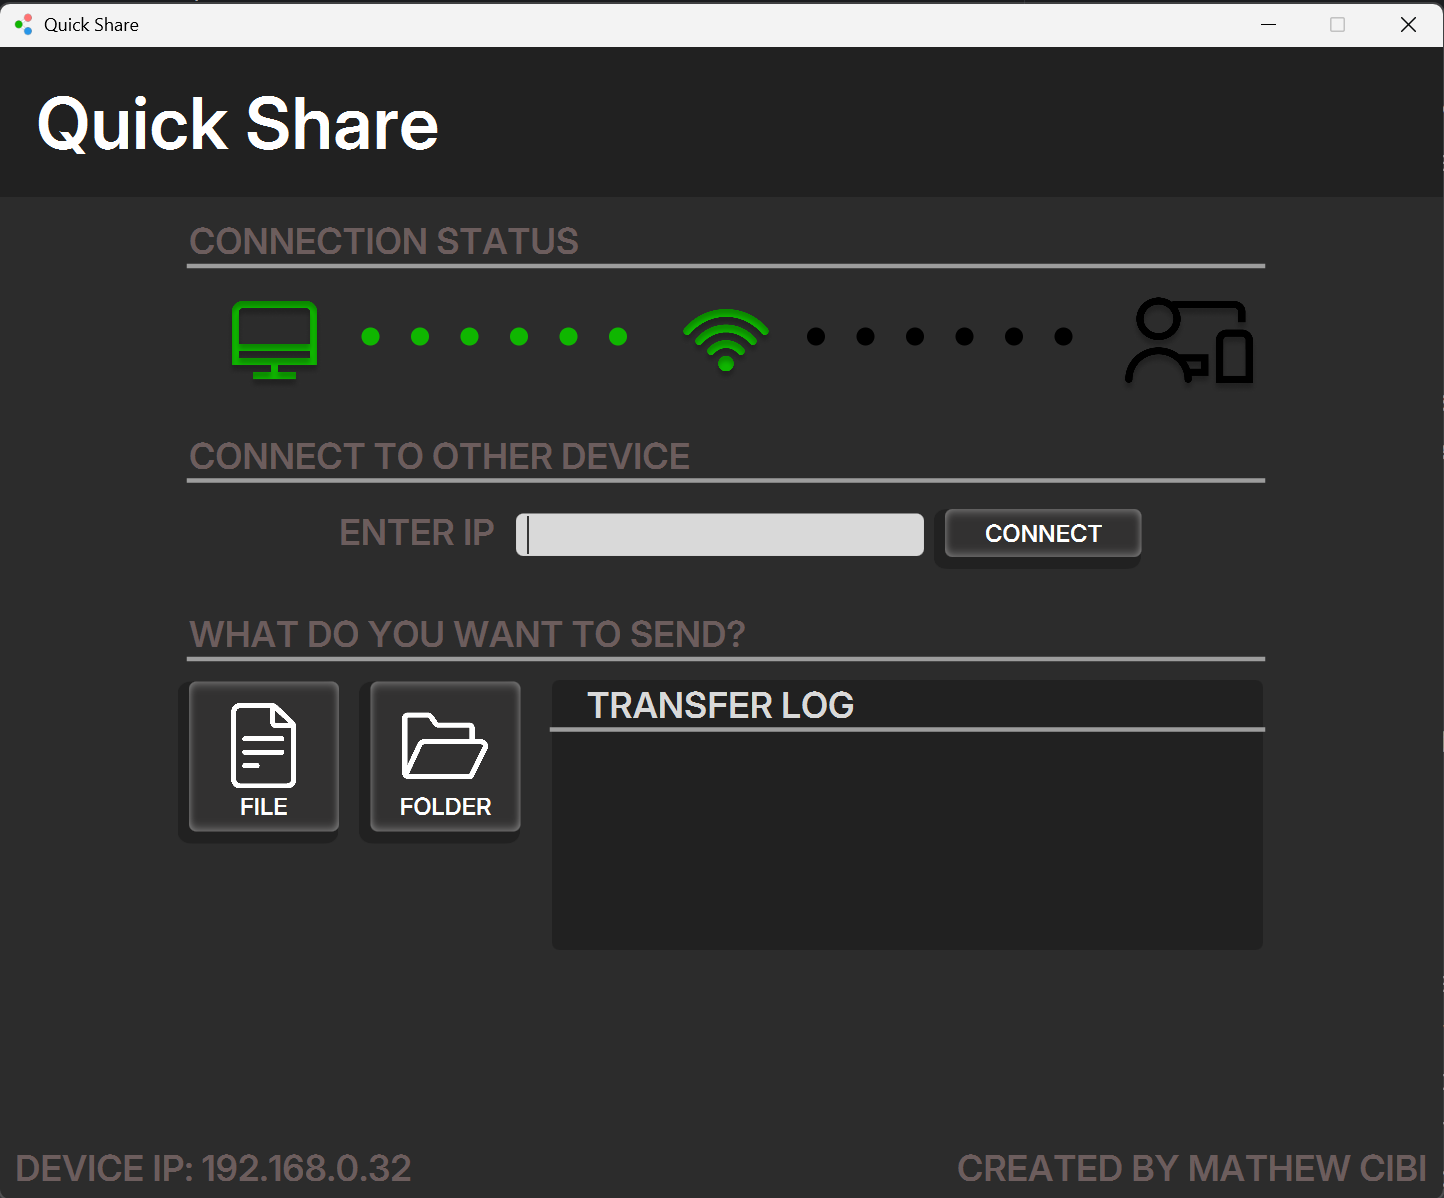 Quick Share
Quick Share
CONNECTION STATUS
CONNECT TO OTHER DEVICE
ENTER IP
CONNECT
WHAT DO YOU WANT TO SEND?
FILE
FOLDER
TRANSFER LOG
DEVICE IP: 192.168.0.32
CREATED BY MATHEW CIBI